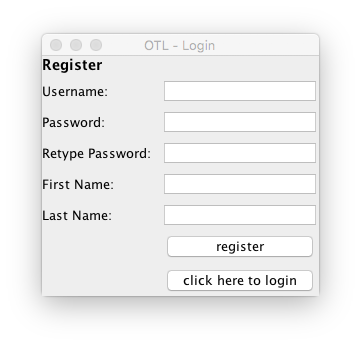 OTL - Login
Register
Username:
Password:
Retype Password:
First Name:
Last Name:
register
click here to login